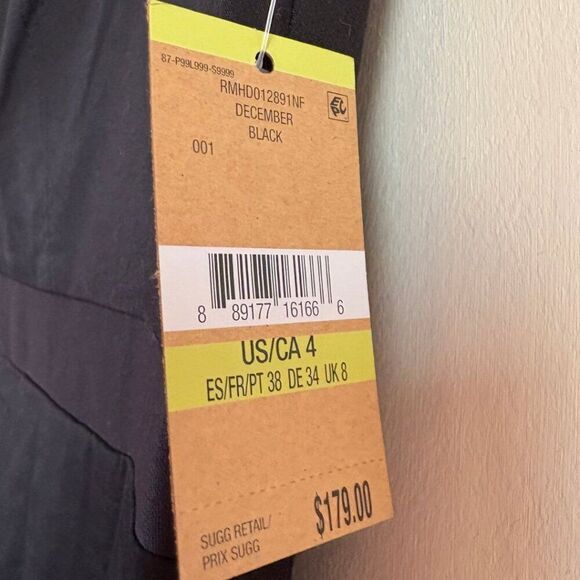 87-P99L999-S9999
RMHD012891NF
DECEMBER
BLACK
001
8 89177 16166 6
US/CA 4
ES/FR/PT 38 DE 34 UK 8
$179.00
SUGG RETAIL/
PRIX SUGG